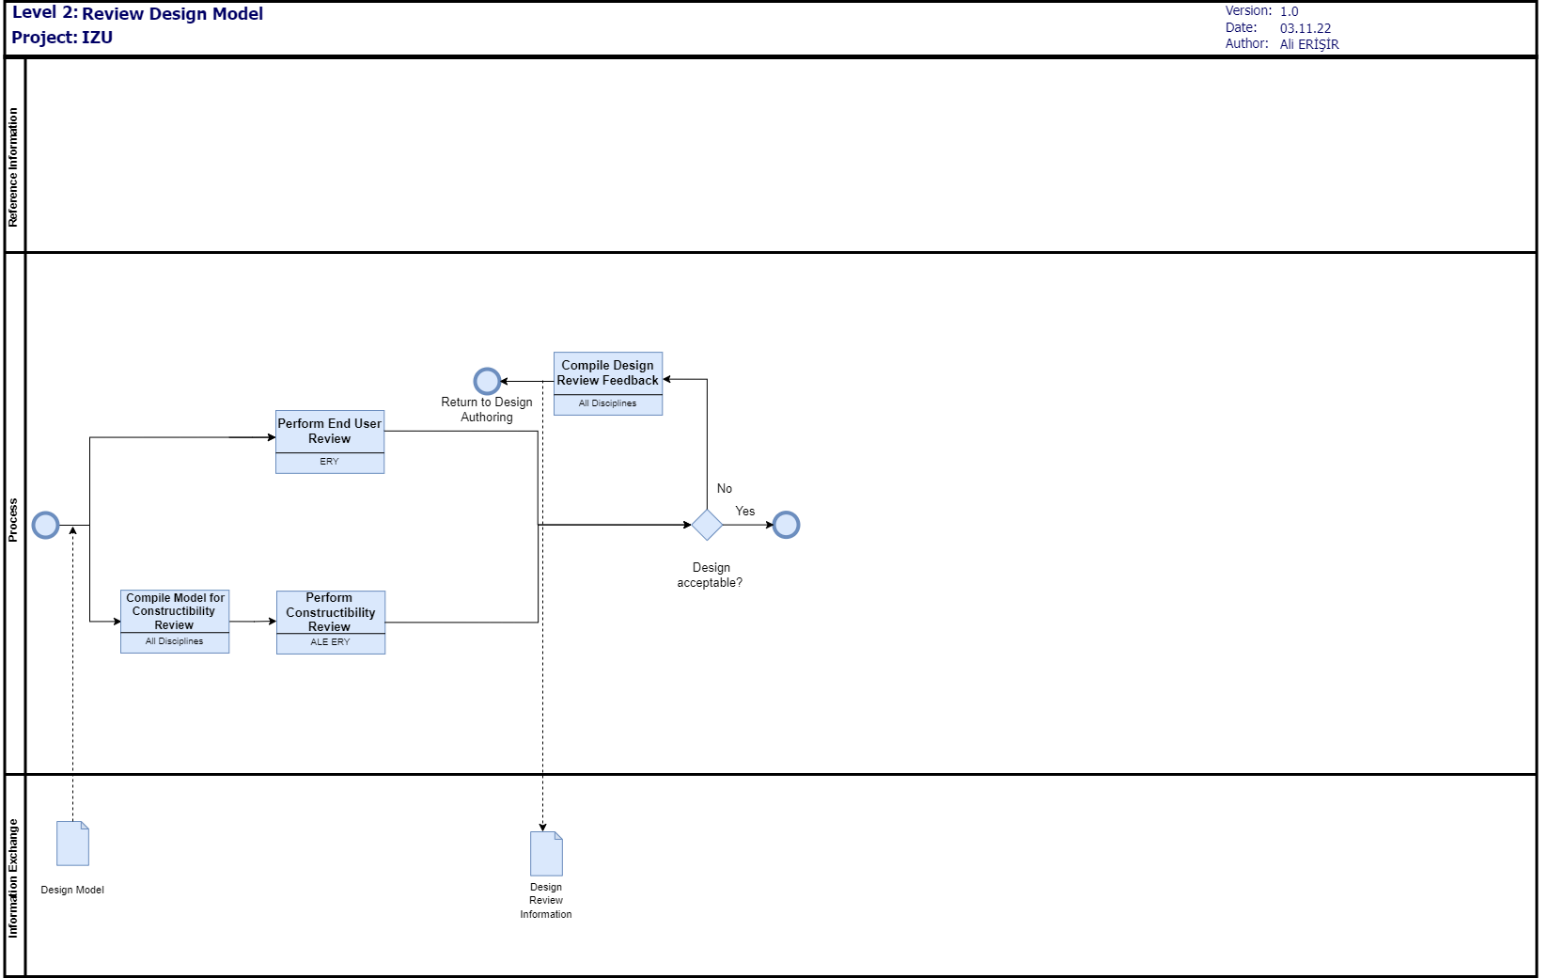 Level 2: Review Design Model
Project: IZU
Version: 1.0
Date: 03.11.22
Author: Ali ERİŞİR
Reference Information
Process
Compile Design
Review Feedback
All Disciplines
Return to Design
Authoring
Perform End User
Review
ERY
No
Yes
Design
acceptable?
Compile Model for
Constructibility
Review
All Disciplines
Perform
Constructibility
Review
ALE ERY
Information Exchange
Design Model
Design
Review
Information